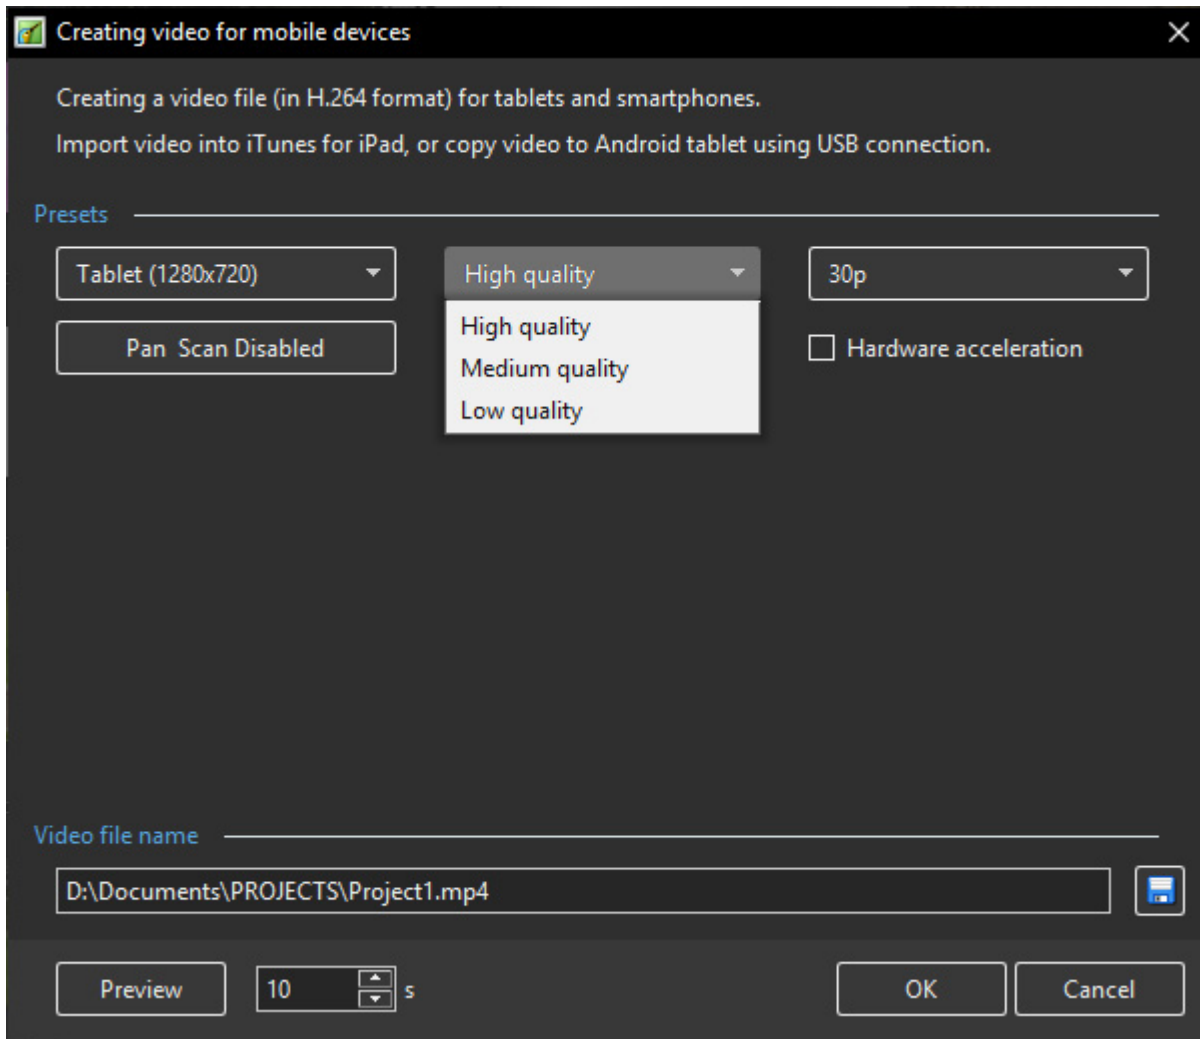 Creating video for mobile devices
Creating a video file (in H.264 format) for tablets and smartphones.
Import video into iTunes for iPad, or copy video to Android tablet using USB connection.
Presets
Tablet (1280x720)
High quality
30p
High quality
Medium quality
Low quality
Pan  Scan Disabled
Hardware acceleration
Video file name
D:\Documents\PROJECTS\Project1.mp4
Preview
10
s
OK
Cancel